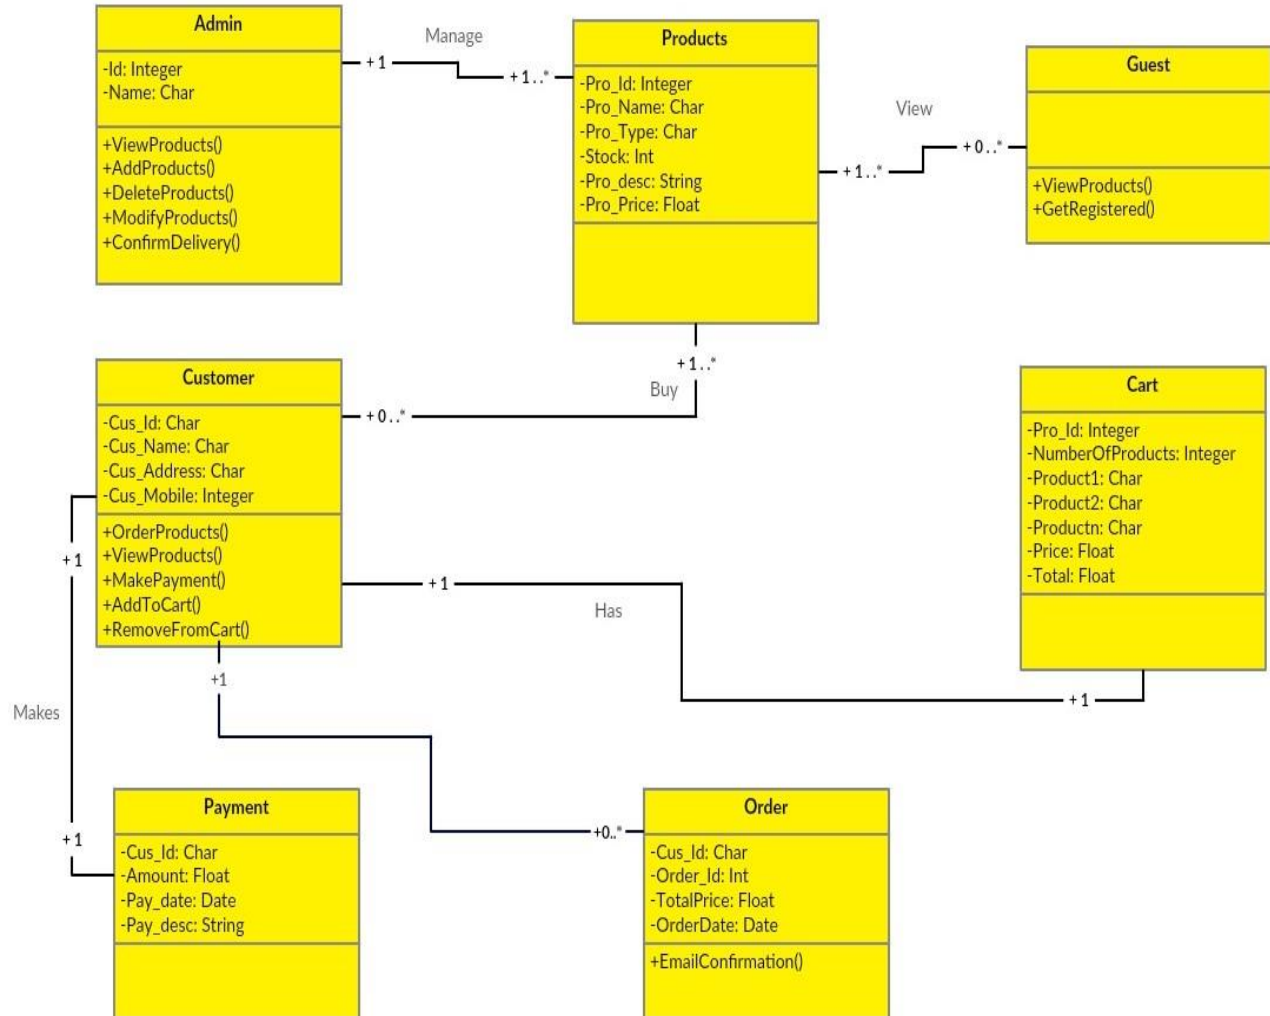 Admin
-Id: Integer
-Name: Char
+ViewProducts()
+AddProducts()
+DeleteProducts()
+ModifyProducts()
+ConfirmDelivery()
+1
Manage
+1..*
Products
-Pro_Id: Integer
-Pro_Name: Char
-Pro_Type: Char
-Stock: Int
-Pro_desc: String
-Pro_Price: Float
+1..*
View
+0..*
Guest
+ViewProducts()
+GetRegistered()
+1..*
Buy
+0..*
Customer
-Cus_Id: Char
-Cus_Name: Char
-Cus_Address: Char
-Cus_Mobile: Integer
+OrderProducts()
+ViewProducts()
+MakePayment()
+AddToCart()
+RemoveFromCart()
+1
Has
+1
Cart
-Pro_Id: Integer
-NumberOfProducts: Integer
-Product1: Char
-Product2: Char
-Productn: Char
-Price: Float
-Total: Float
+1
Makes
+1
+1
+0..*
Payment
-Cus_Id: Char
-Amount: Float
-Pay_date: Date
-Pay_desc: String
Order
-Cus_Id: Char
-Order_Id: Int
-TotalPrice: Float
-OrderDate: Date
+EmailConfirmation()